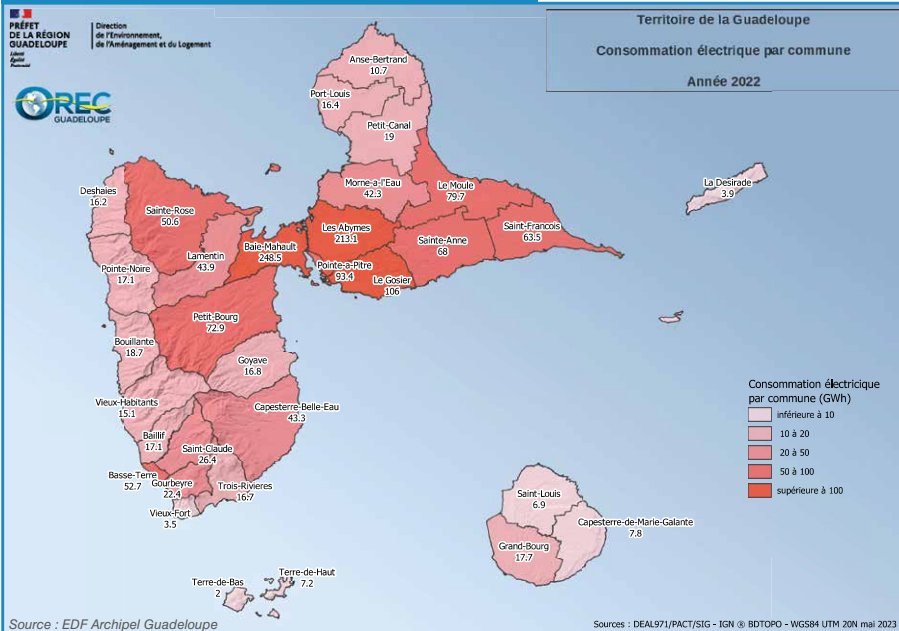 PRÉFET
DE LA RÉGION
GUADELOUPE
Liberté
Égalité
Fraternité
Direction
de l'Environnement,
de l'Aménagement et du Logement
OREC
GUADELOUPE
Territoire de la Guadeloupe
Consommation électrique par commune
Année 2022
Anse-Bertrand
10.7
Port-Louis
16.4
Petit-Canal
19
Morne-a-l'Eau
42.3
Le Moule
79.7
La Desirade
3.9
Deshaies
16.2
Sainte-Rose
50.6
Les Abymes
213.1
Saint-Francois
63.5
Sainte-Anne
68
Baie-Mahault
248.5
Lamentin
43.9
Pointe-a-Pitre
93.4
Le Gosier
106
Pointe-Noire
17.1
Petit-Bourg
72.9
Bouillante
18.7
Goyave
16.8
Vieux-Habitants
15.1
Capesterre-Belle-Eau
43.3
Baillif
17.1
Saint-Claude
26.4
Basse-Terre
52.7
Gourbeyre
22.4
Trois-Rivieres
16.7
Vieux-Fort
3.5
Saint-Louis
6.9
Capesterre-de-Marie-Galante
7.8
Grand-Bourg
17.7
Terre-de-Bas
2
Terre-de-Haut
7.2
Consommation électricique
par commune (GWh)
inférieure à 10
10 à 20
20 à 50
50 à 100
supérieure à 100
Source : EDF Archipel Guadeloupe
Sources : DEAL971/PACT/SIG - IGN ® BDTOPO - WGS84 UTM 20N mai 2023